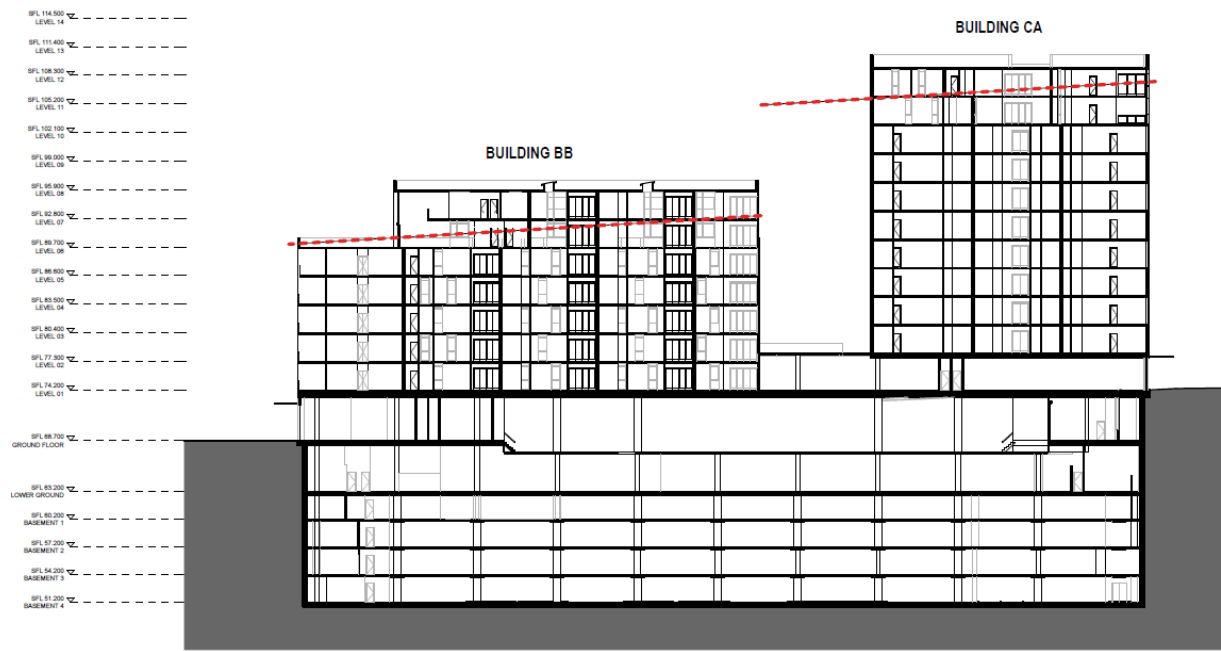 SFL 114.500
LEVEL 14
BUILDING CA
SFL 111.400
LEVEL 13
SFL 108.300
LEVEL 12
SFL 105.200
LEVEL 11
SFL 102.100
LEVEL 10
BUILDING BB
SFL 99.000
LEVEL 09
SFL 95.900
LEVEL 08
SFL 92.800
LEVEL 07
SFL 89.700
LEVEL 06
SFL 86.600
LEVEL 05
SFL 83.500
LEVEL 04
SFL 80.400
LEVEL 03
SFL 77.300
LEVEL 02
SFL 74.200
LEVEL 01
SFL 68.700
GROUND FLOOR
SFL 63.200
LOWER GROUND
SFL 60.200
BASEMENT 1
SFL 57.200
BASEMENT 2
SFL 54.200
BASEMENT 3
SFL 51.200
BASEMENT 4